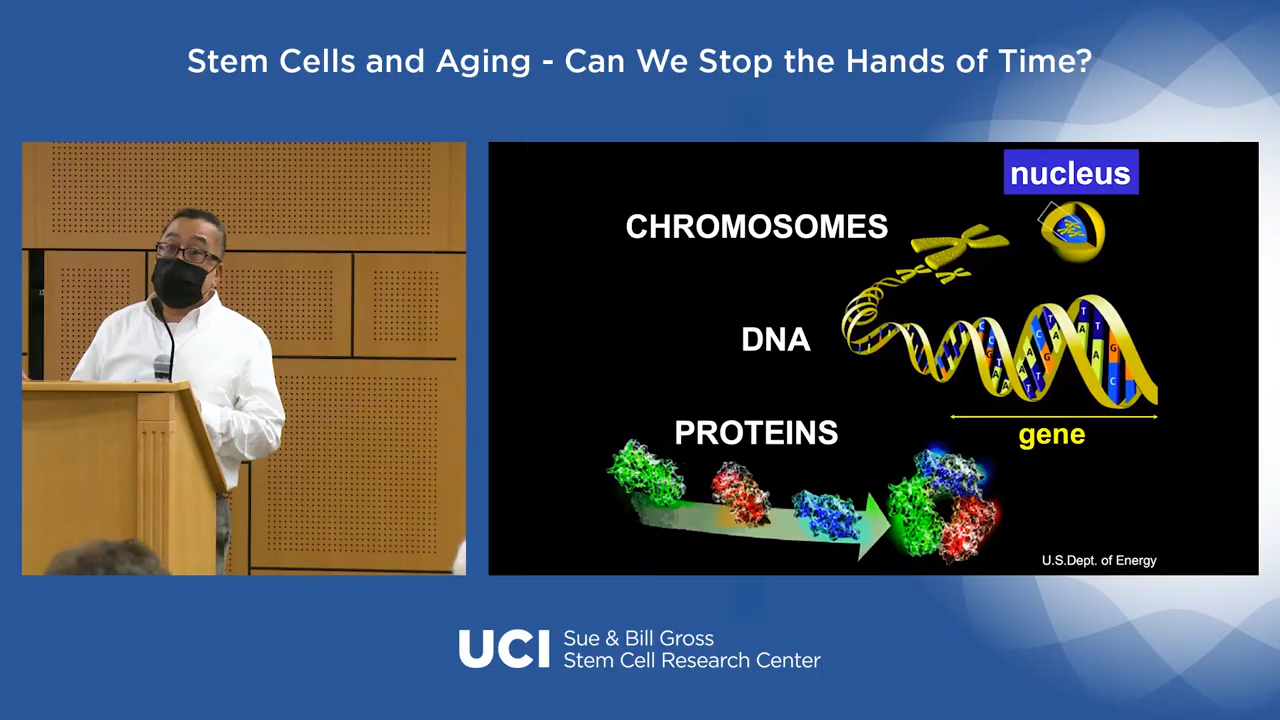 Stem Cells and Aging - Can We Stop the Hands of Time?
nucleus
CHROMOSOMES
DNA
gene
PROTEINS
U.S.Dept. of Energy
UCI
Sue & Bill Gross
Stem Cell Research Center